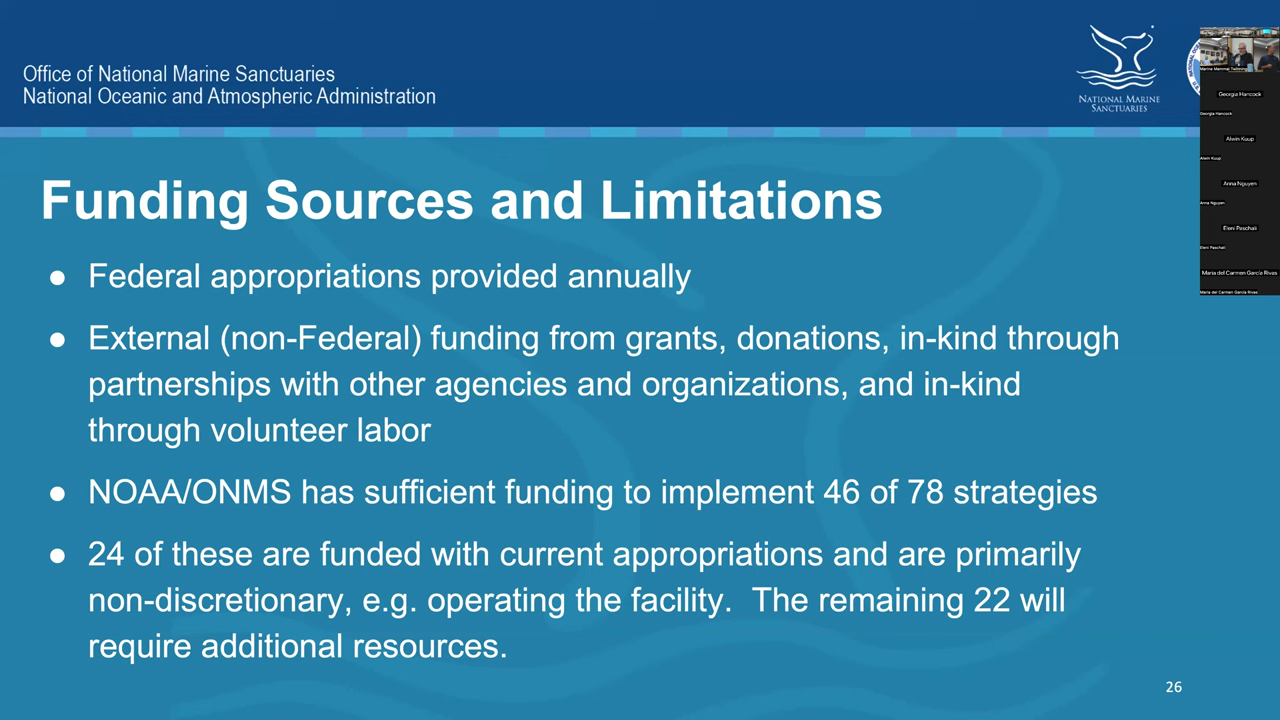 Office of National Marine Sanctuaries
National Oceanic and Atmospheric Administration
NATIONAL MARINE
SANCTUARIES
Funding Sources and Limitations
● Federal appropriations provided annually
● External (non-Federal) funding from grants, donations, in-kind through
partnerships with other agencies and organizations, and in-kind
through volunteer labor
● NOAA/ONMS has sufficient funding to implement 46 of 78 strategies
● 24 of these are funded with current appropriations and are primarily
non-discretionary, e.g. operating the facility.  The remaining 22 will
require additional resources.
26
Marine Mammal Twinning
Georgia Hancock
Georgia Hancock
Alwin Kuup
Alwin Kuup
Anna Nguyen
Anna Nguyen
Eleni Paschali
Eleni Paschali
Maria del Carmen García Rivas
Maria del Carmen García Rivas